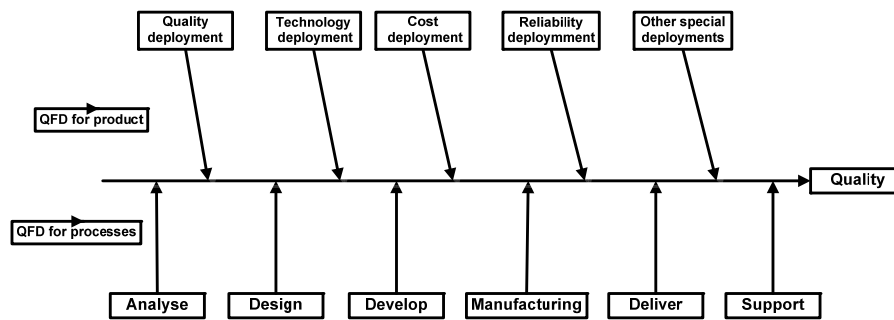 Quality
deployment
Technology
deployment
Cost
deployment
Reliability
deploymment
Other special
deployments
QFD for product
Quality
QFD for processes
Analyse
Design
Develop
Manufacturing
Deliver
Support